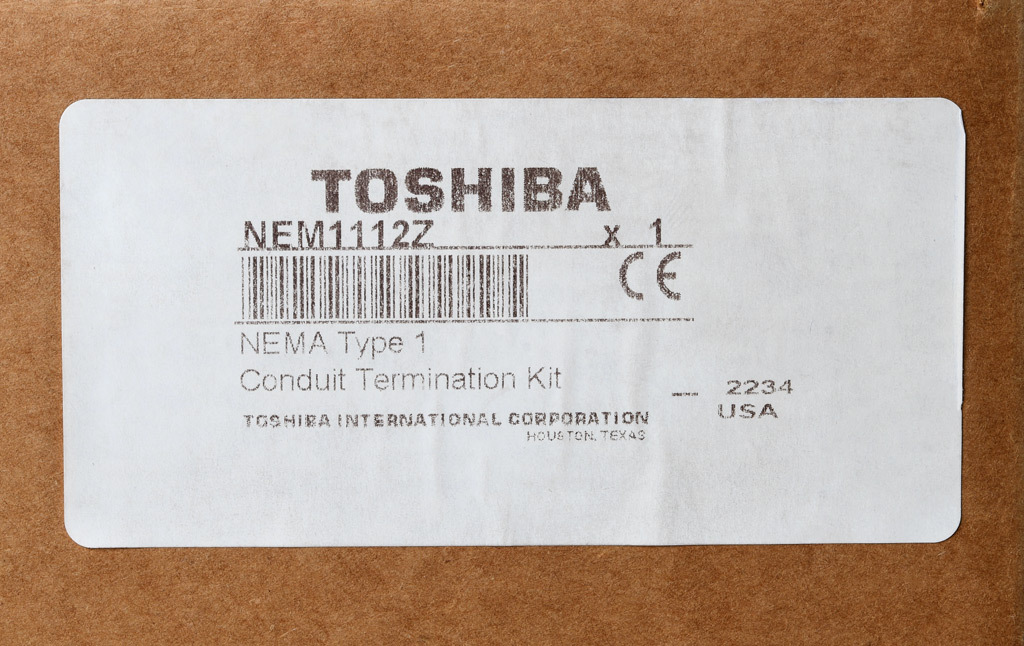 TOSHIBA
NEM1112Z x 1
CE
NEMA Type 1
Conduit Termination Kit
2234
TOSHIBA INTERNATIONAL CORPORATION USA
HOUSTON, TEXAS